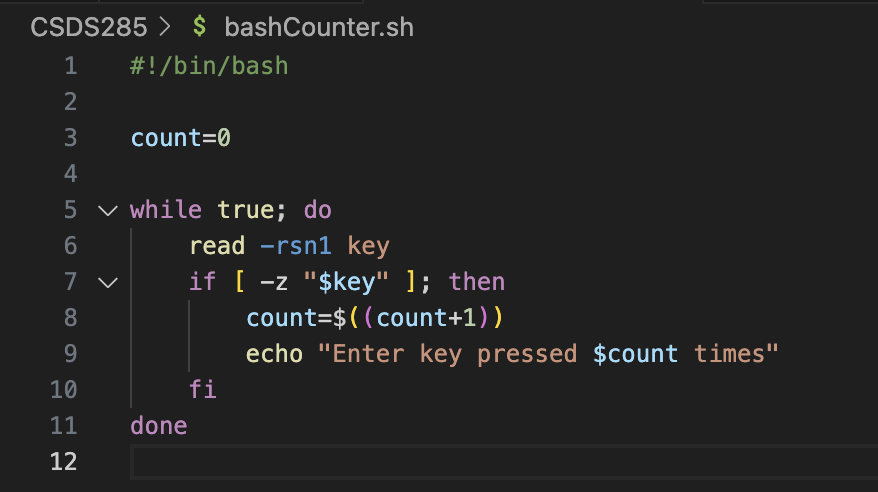 CSDS285 > $ bashCounter.sh
1 #!/bin/bash
2
3 count=0
4
5 while true; do
6 read -rsn1 key
7 if [ -z "$key" ]; then
8 count=$((count+1))
9 echo "Enter key pressed $count times"
10 fi
11 done
12